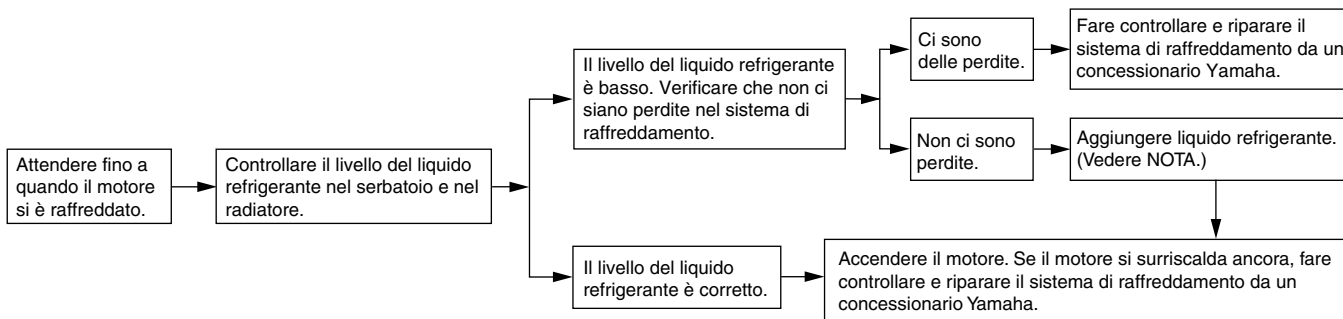 Attendere fino a
quando il motore
si è raffreddato.
Controllare il livello del liquido
refrigerante nel serbatoio e nel
radiatore.
Il livello del liquido refrigerante
è basso. Verificare che non ci
siano perdite nel sistema di
raffreddamento.
Ci sono
delle perdite.
Fare controllare e riparare il
sistema di raffreddamento da un
concessionario Yamaha.
Non ci sono
perdite.
Aggiungere liquido refrigerante.
(Vedere NOTA.)
Il livello del liquido
refrigerante è corretto.
Accendere il motore. Se il motore si surriscalda ancora, fare
controllare e riparare il sistema di raffreddamento da un
concessionario Yamaha.